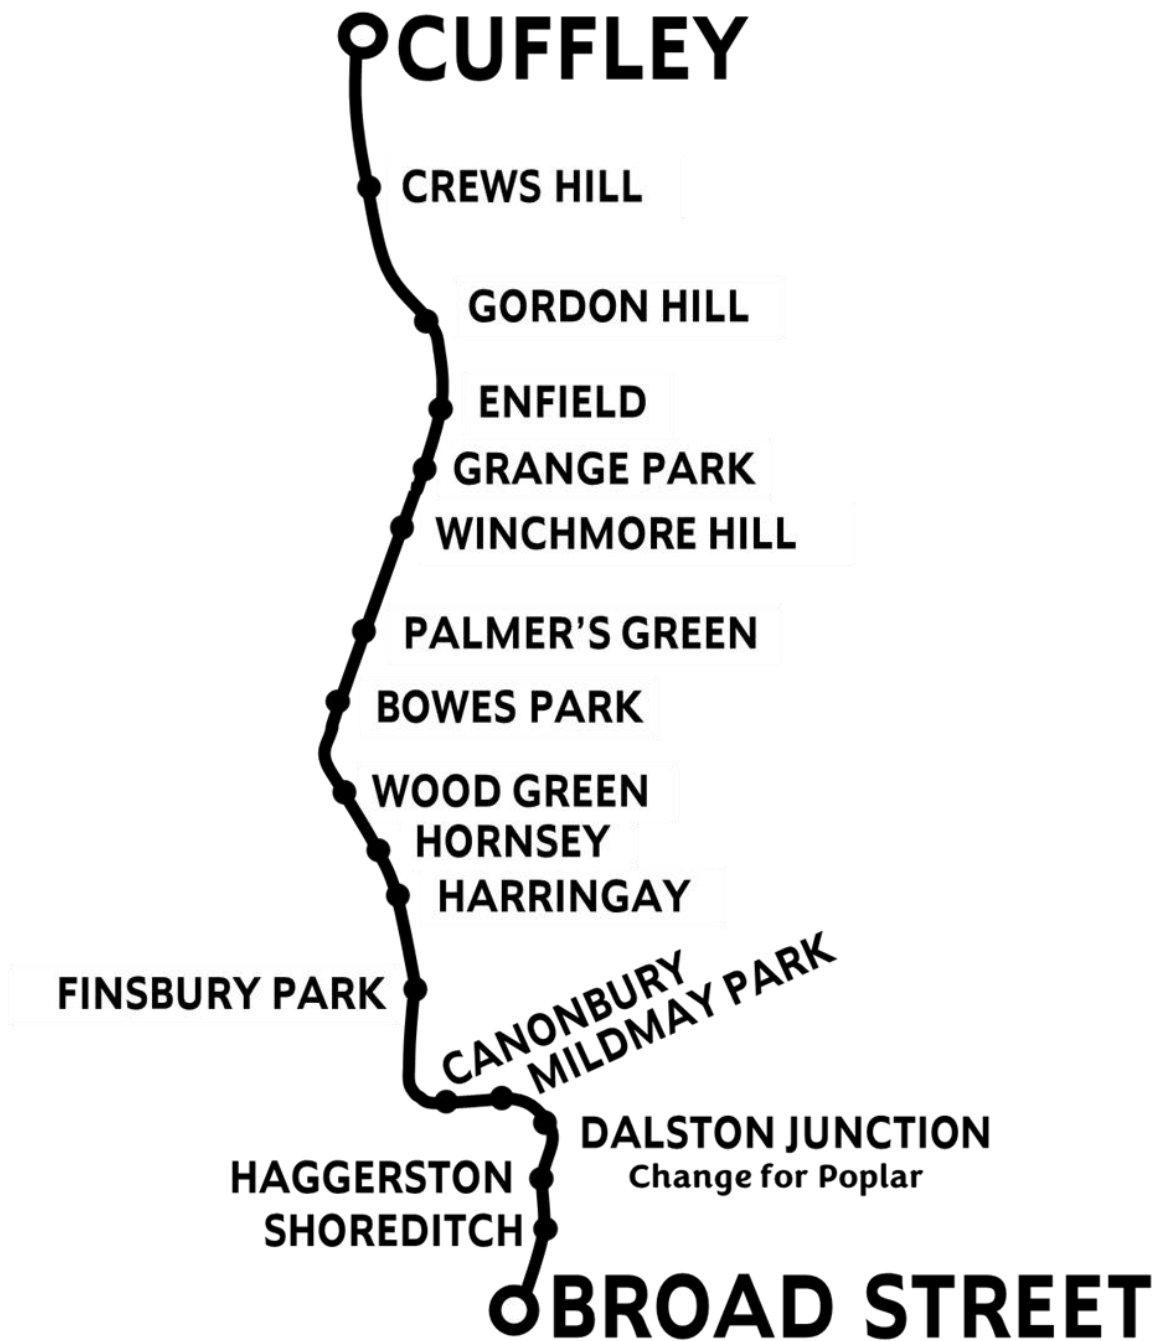 CUFFLEY
CREWS HILL
GORDON HILL
ENFIELD
GRANGE PARK
WINCHMORE HILL
PALMER’S GREEN
BOWES PARK
WOOD GREEN
HORNSEY
HARRINGAY
FINSBURY PARK
CANONBURY
MILDMAY PARK
DALSTON JUNCTION
Change for Poplar
HAGGERSTON
SHOREDITCH
BROAD STREET